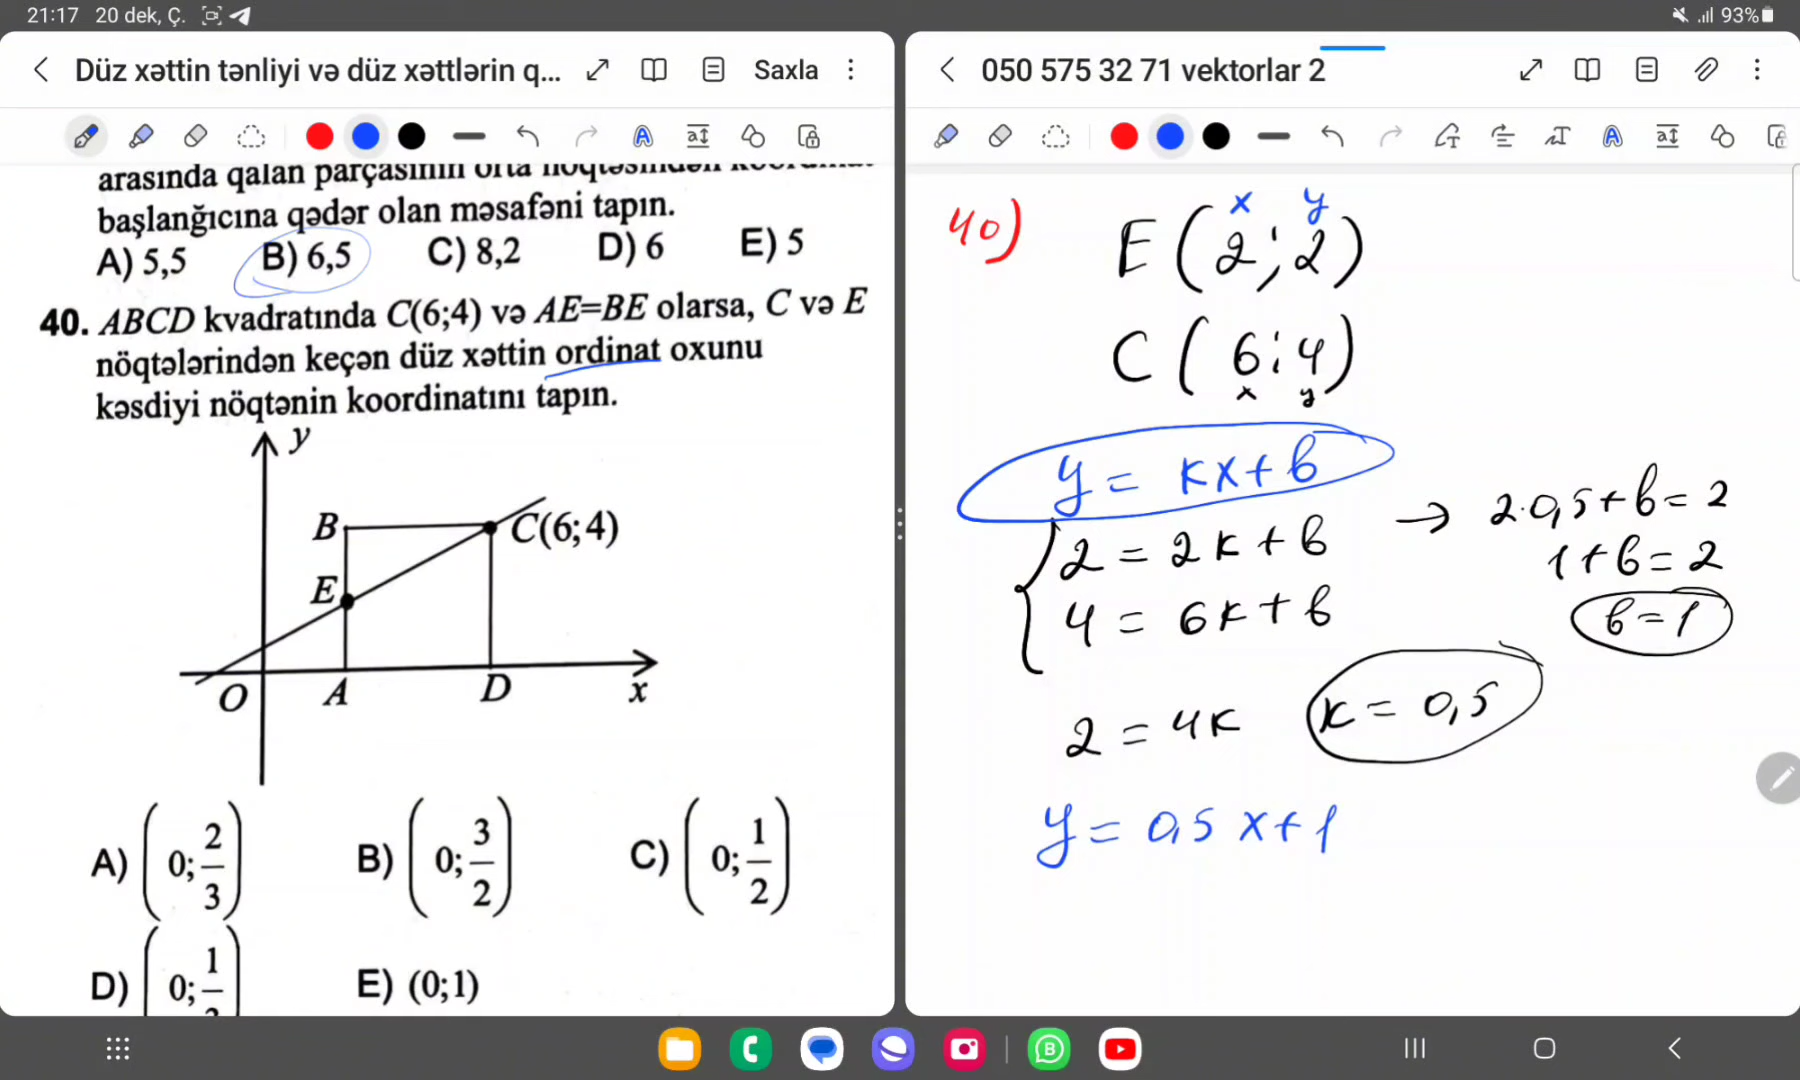 21:17 20 dek, Ç.
93%
Düz xəttin tənliyi və düz xəttlərin q...
Saxla
arasında qalan parçasının orta nöqtəsindən
başlanğıcına qədər olan məsafəni tapın.
A) 5,5 B) 6,5 C) 8,2 D) 6 E) 5
40. ABCD kvadratında C(6;4) və AE=BE olarsa, C və E
nöqtələrindən keçən düz xəttin ordinat oxunu
kəsdiyi nöqtənin koordinatını tapın.
y
B C(6;4)
E
O A D x
A) (0; 2/3) B) (0; 3/2) C) (0; 1/2)
D) (0; 1/ E) (0;1)
050 575 32 71 vektorlar 2
40)
x y
E (2; 2)
C (6; 4)
x y
y = kx+b
2 = 2k+b → 2·0,5+b=2
4 = 6k+b 1+b=2
b=1
2 = 4k k = 0,5
y = 0,5 x+1